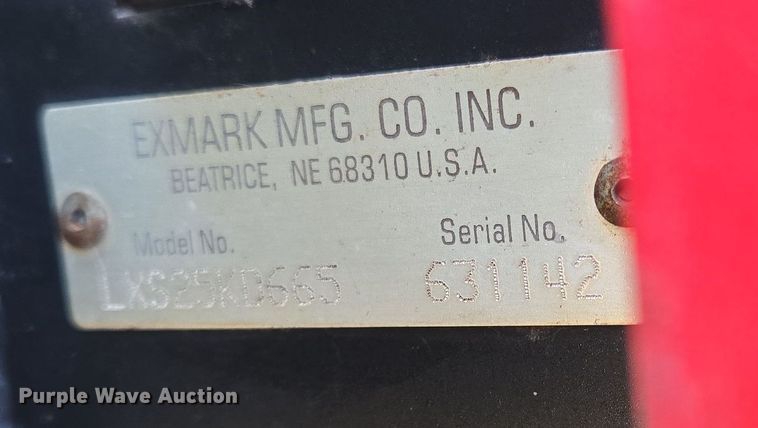 EXMARK MFG. CO. INC.
BEATRICE, NE 68310 U.S.A.
Model No. Serial No.
LXS25KD665 631142
Purple Wave Auction